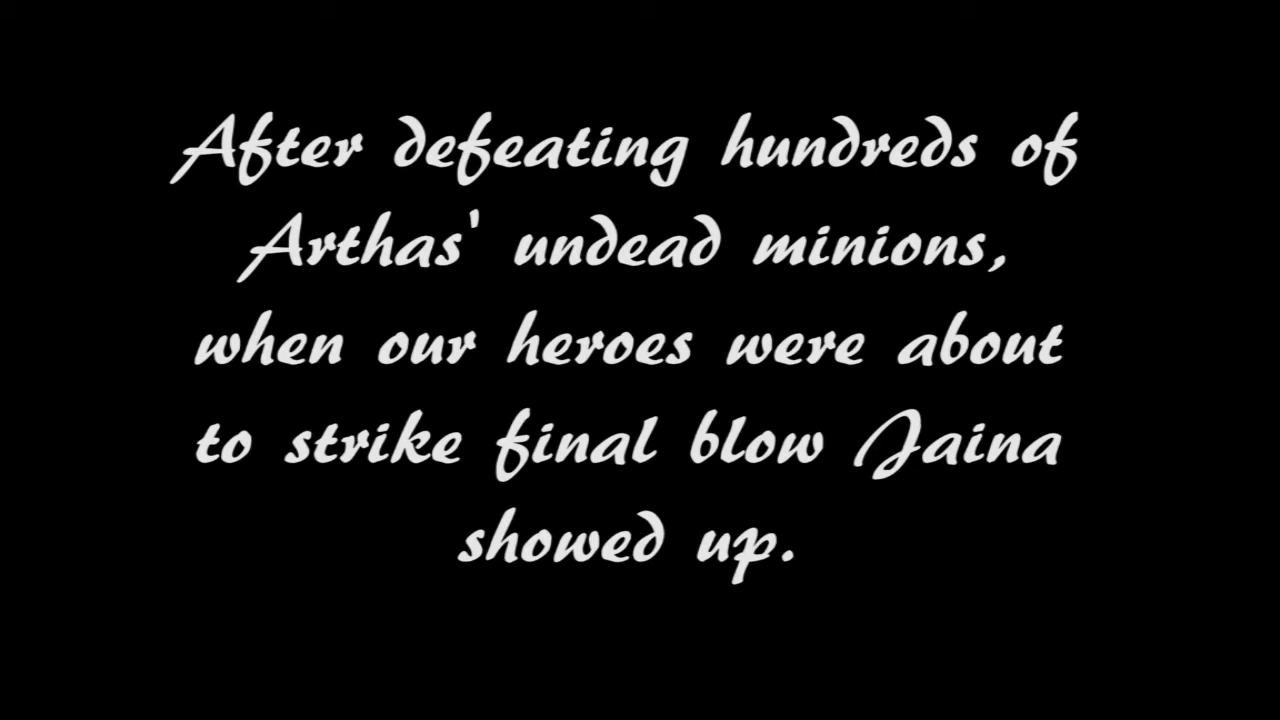 After defeating hundreds of
Arthas' undead minions,
when our heroes were about
to strike final blow Jaina
showed up.